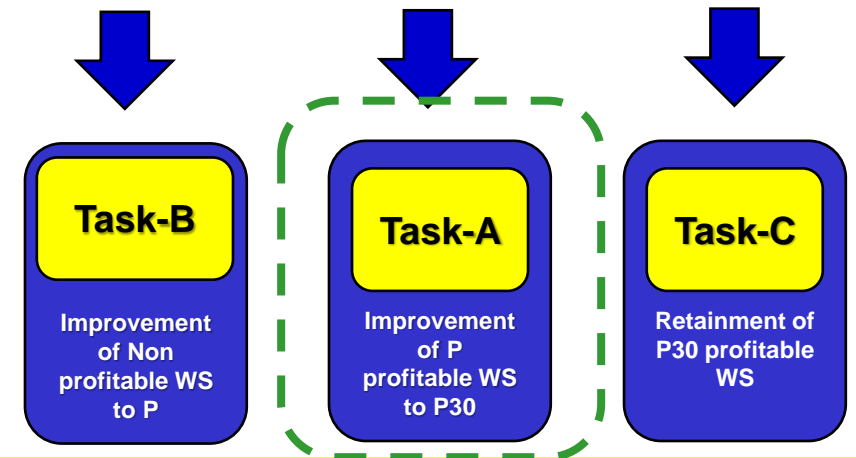 Task-B
Improvement
of Non
profitable WS
to P
Task-A
Improvement
of P
profitable WS
to P30
Task-C
Retainment of
P30 profitable
WS